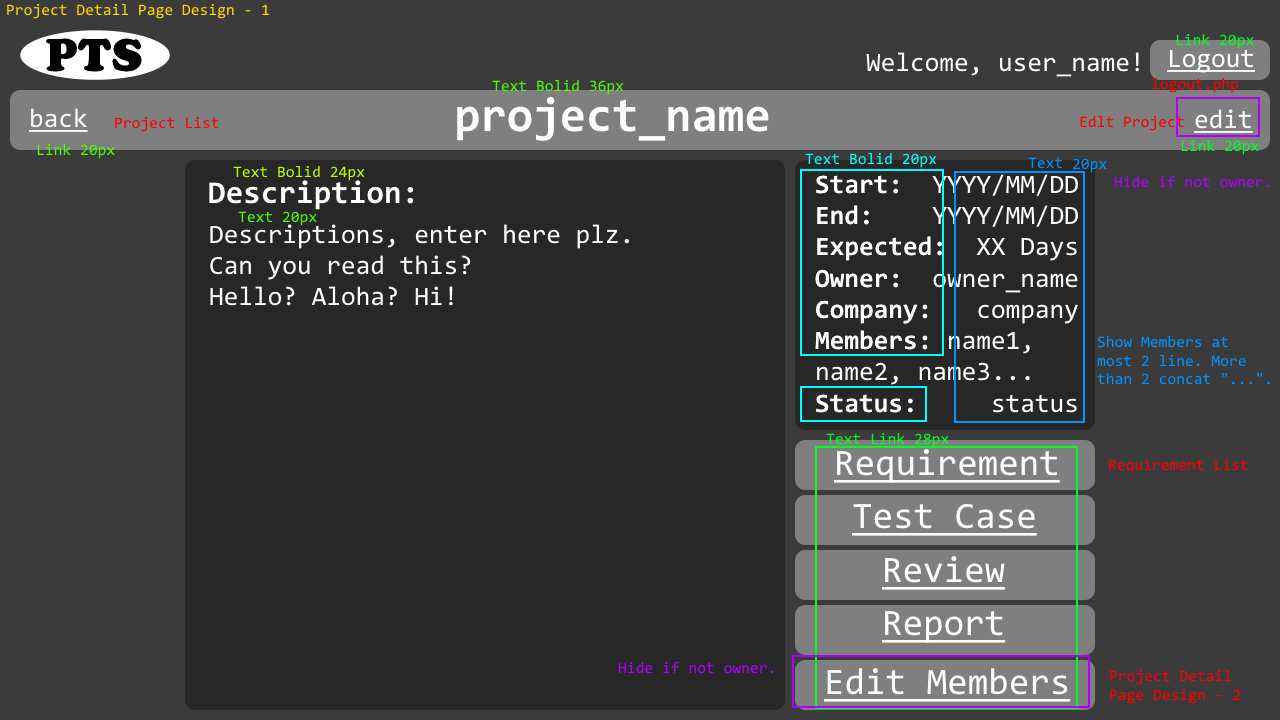 Project Detail Page Design - 1
PTS
Welcome, user_name!
Link 20px
Logout
logout.php
Text Bolid 36px
back
Project List
project_name
Edlt Project
edit
Link 20px
Link 20px
Text Bolid 24px
Description:
Text 20px
Descriptions, enter here plz.
Can you read this?
Hello? Aloha? Hi!
Text Bolid 20px
Text 20px
Hide if not owner.
Start: YYYY/MM/DD
End: YYYY/MM/DD
Expected: XX Days
Owner: owner_name
Company: company
Members: name1,
name2, name3...
Status: status
Show Members at
most 2 line. More
than 2 concat "...".
Text Link 28px
Requirement
Requirement List
Test Case
Review
Report
Hide if not owner.
Edit Members
Project Detail
Page Design - 2